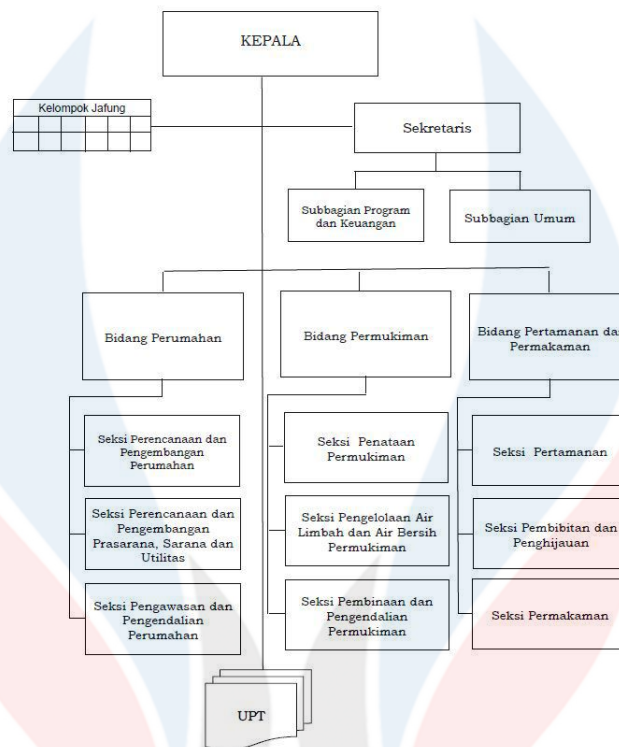 KEPALA
Kelompok Jafung
Sekretaris
Subbagian Program
dan Keuangan
Subbagian Umum
Bidang Perumahan
Bidang Permukiman
Bidang Pertamanan dan
Permakaman
Seksi Perencanaan dan
Pengembangan
Perumahan
Seksi Penataan
Permukiman
Seksi Pertamanan
Seksi Perencanaan dan
Pengembangan
Prasarana, Sarana dan
Utilitas
Seksi Pengelolaan Air
Limbah dan Air Bersih
Permukiman
Seksi Pembibitan dan
Penghijauan
Seksi Pengawasan dan
Pengendalian
Perumahan
Seksi Pembinaan dan
Pengendalian
Permukiman
Seksi Permakaman
UPT